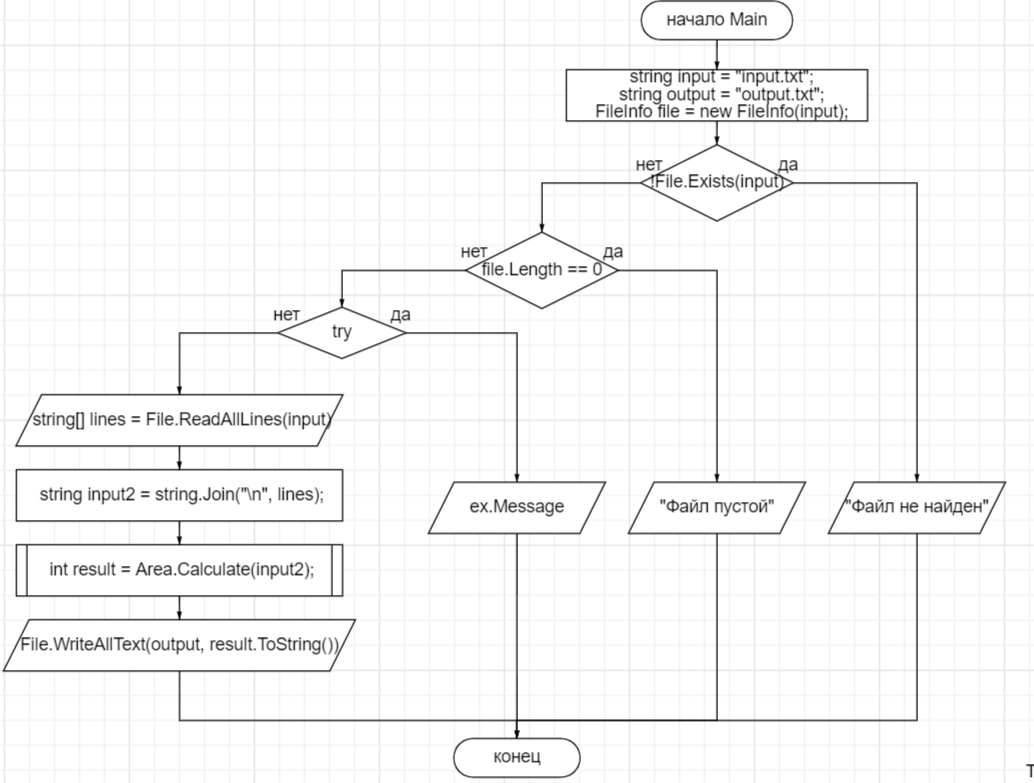 начало Main
string input = "input.txt";
string output = "output.txt";
FileInfo file = new FileInfo(input);
нет
да
!File.Exists(input)
нет
да
file.Length == 0
нет
да
try
string[] lines = File.ReadAllLines(input)
string input2 = string.Join("\n", lines);
ex.Message
"Файл пустой"
"Файл не найден"
int result = Area.Calculate(input2);
File.WriteAllText(output, result.ToString())
конец